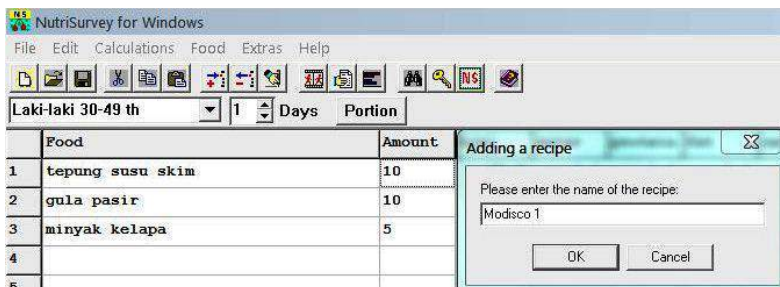 NutriSurvey for Windows
File Edit Calculations Food Extras Help
Laki-laki 30-49 th 1 Days Portion
Food Amount
1 tepung susu skim 10
2 gula pasir 10
3 minyak kelapa 5
4
5
Adding a recipe
Please enter the name of the recipe:
Modisco 1
OK Cancel